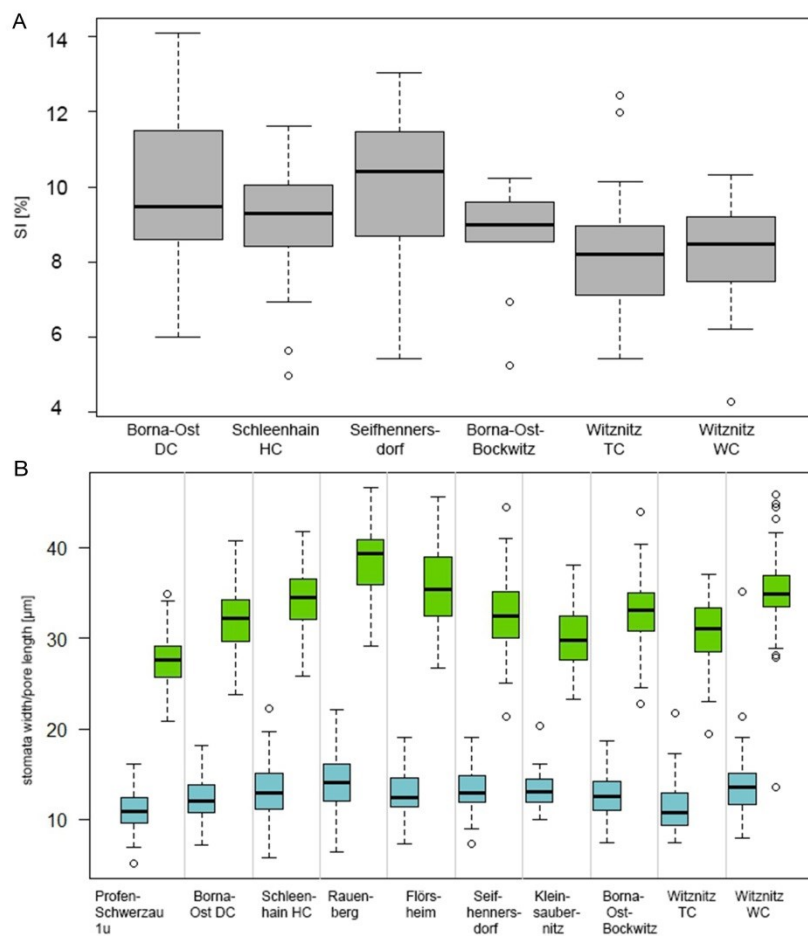 A
14
12
10
8
6
4
SI [%]
Borna-Ost DC
Schleenhain HC
Seifhenners-dorf
Borna-Ost-Bockwitz
Witznitz TC
Witznitz WC
B
40
30
20
10
stomata width/pore length [µm]
Profen-Schwerzau 1u
Borna-Ost DC
Schleen-hain HC
Rauen-berg
Flörs-heim
Seif-henners-dorf
Klein-sauber-nitz
Borna-Ost-Bockwitz
Witznitz TC
Witznitz WC